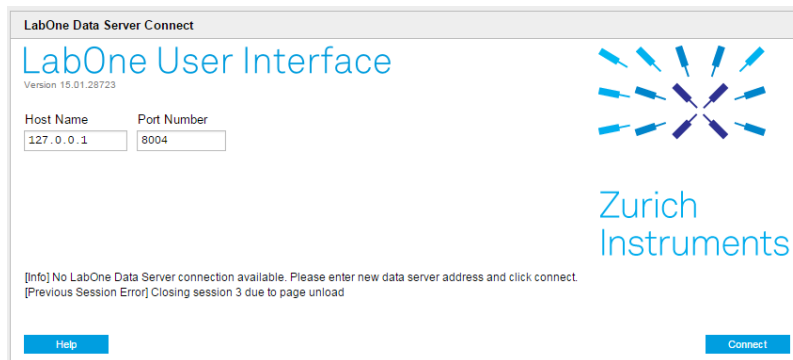 LabOne Data Server Connect
LabOne User Interface
Version 15.01.28723
Host Name Port Number
127.0.0.1 8004
Zurich
Instruments
[Info] No LabOne Data Server connection available. Please enter new data server address and click connect.
[Previous Session Error] Closing session 3 due to page unload
Help Connect